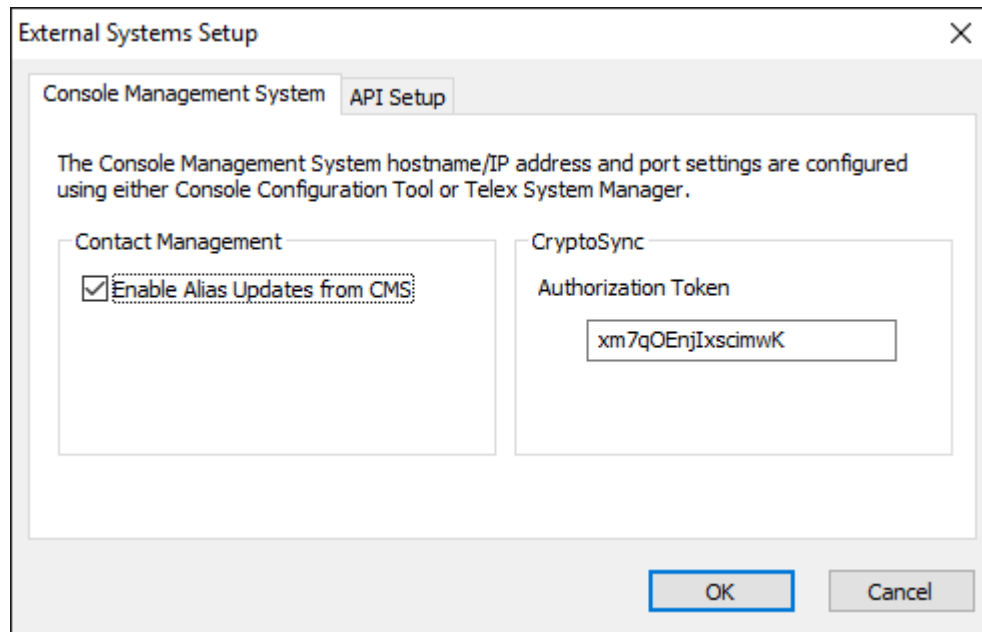 External Systems Setup
Console Management System
API Setup
The Console Management System hostname/IP address and port settings are configured
using either Console Configuration Tool or Telex System Manager.
Contact Management
Enable Alias Updates from CMS
CryptoSync
Authorization Token
xm7qOEnjIxscimwK
OK
Cancel